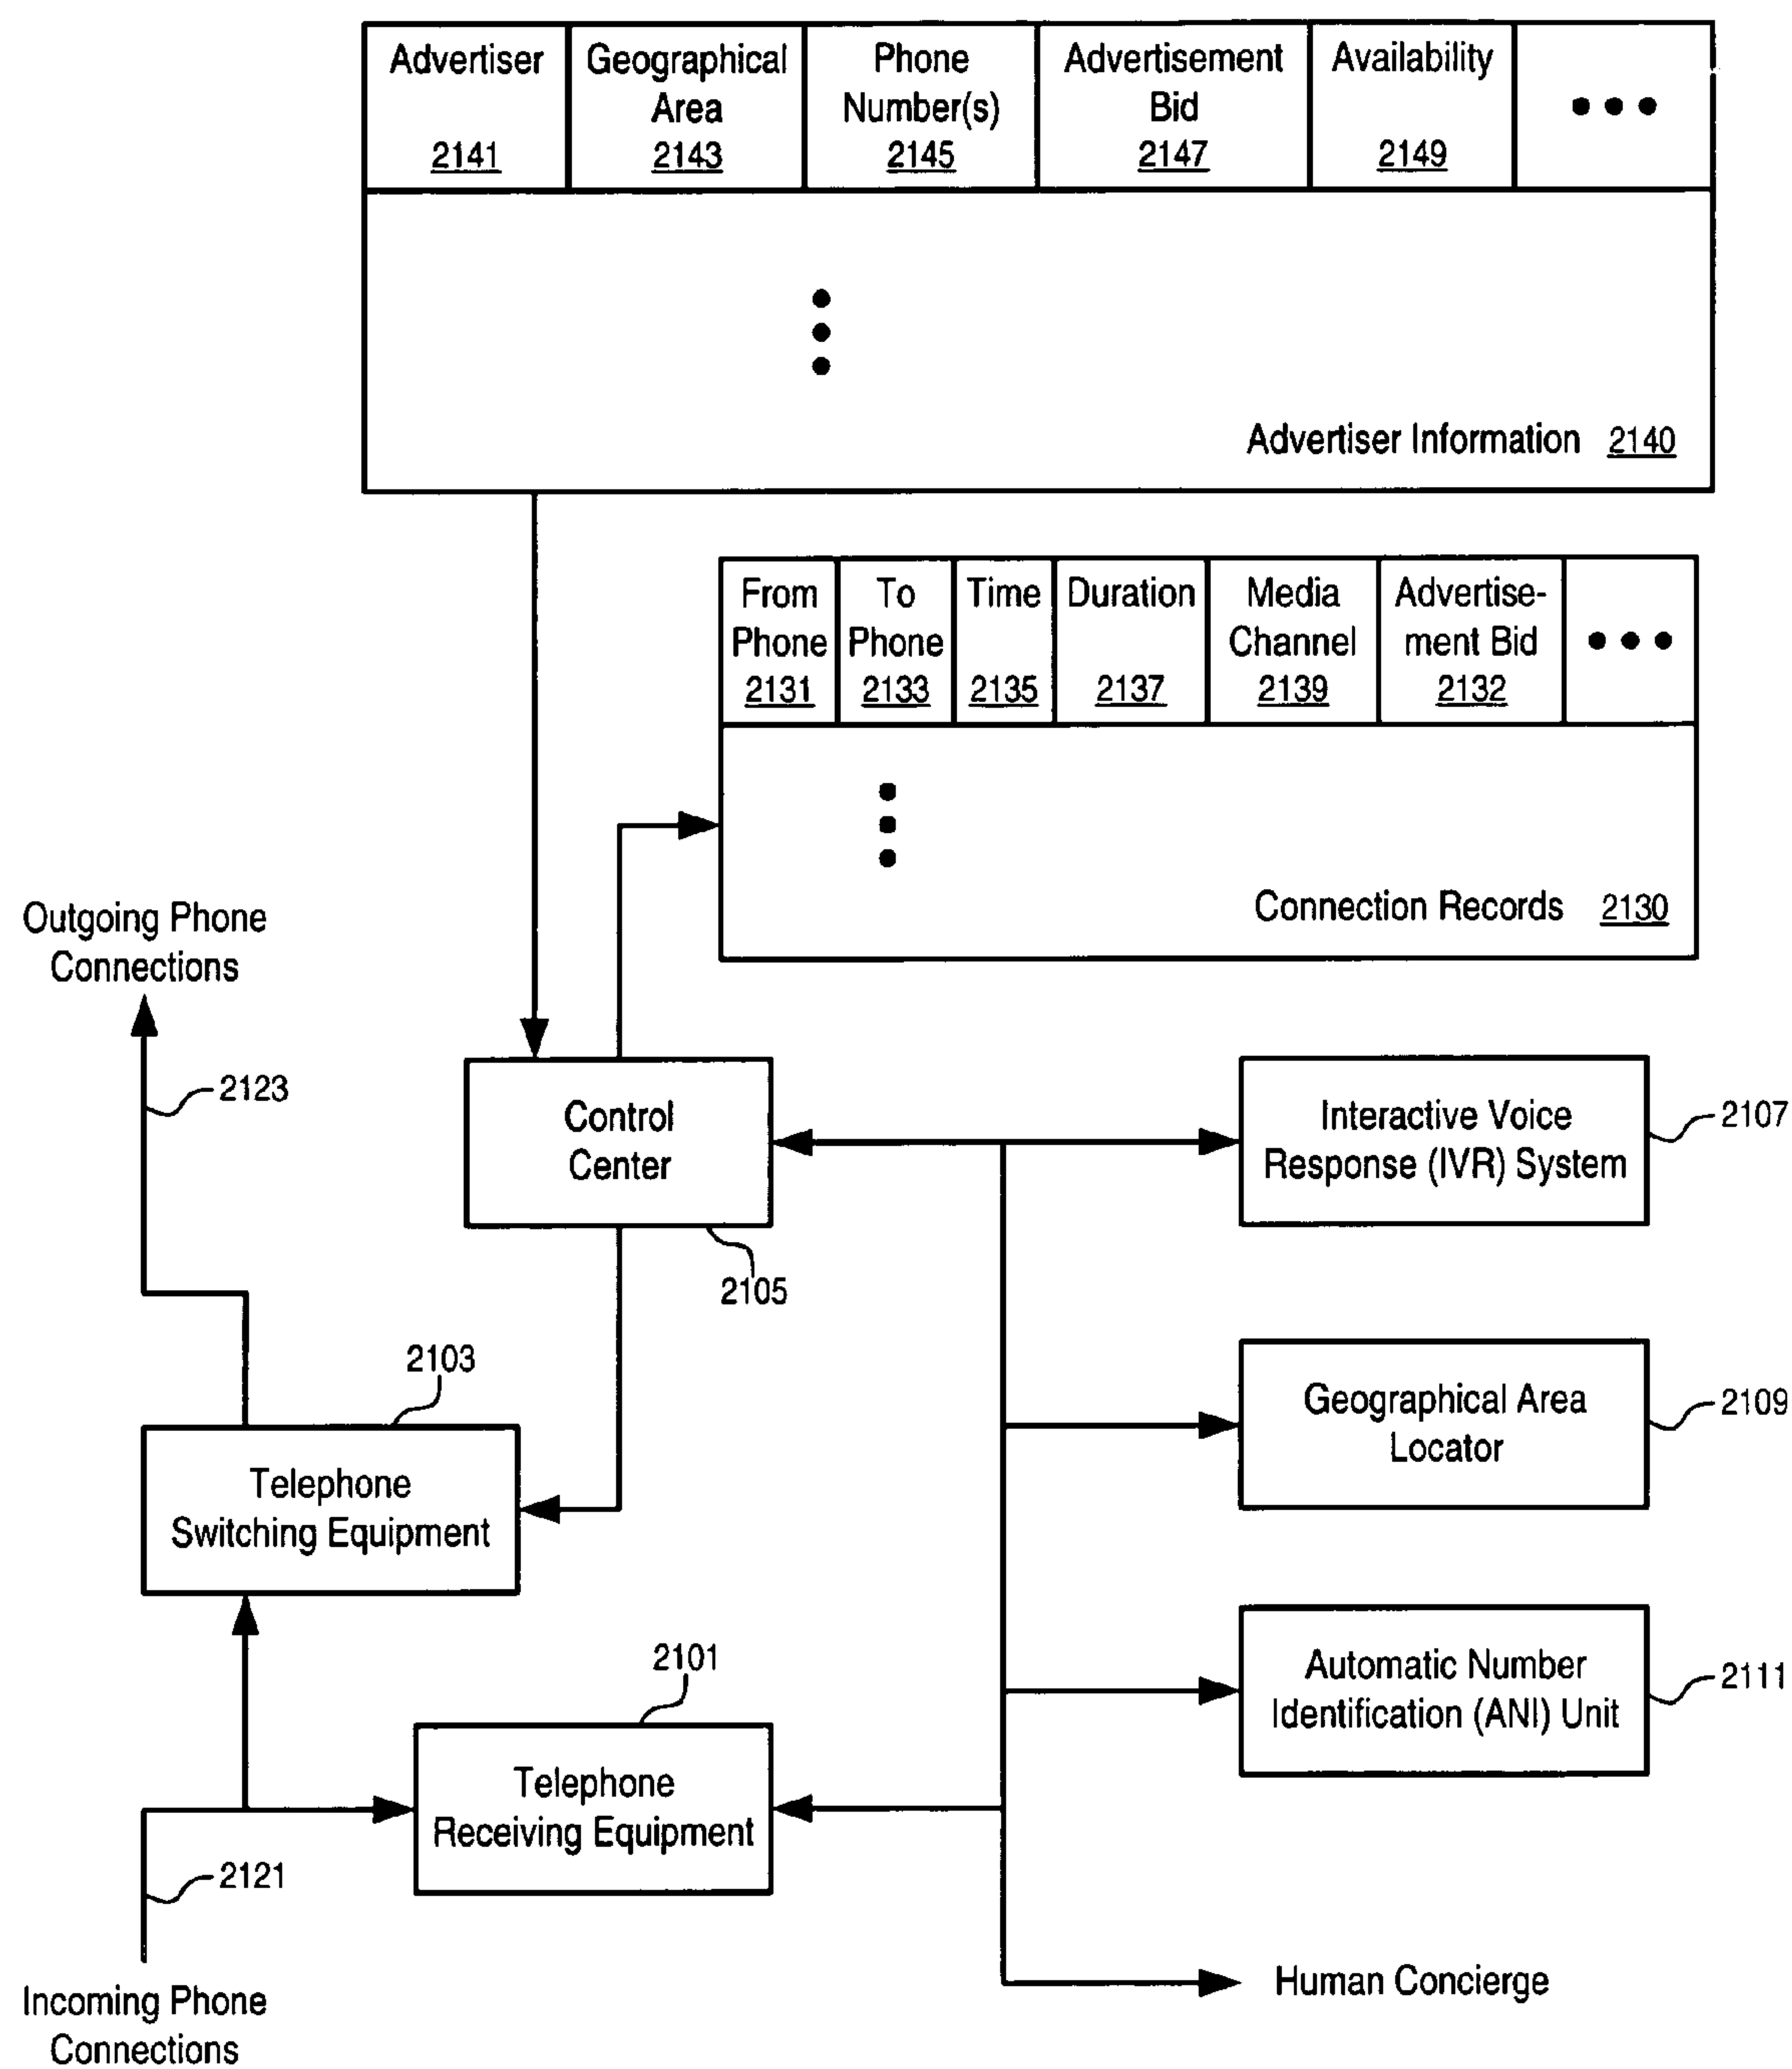 Advertiser
2141
Geographical
Area
2143
Phone
Number(s)
2145
Advertisement
Bid
2147
Availability
2149
Advertiser Information 2140
From
Phone
2131
To
Phone
2133
Time
2135
Duration
2137
Media
Channel
2139
Advertise-
ment Bid
2132
Connection Records 2130
Outgoing Phone
Connections
2123
Control
Center
2105
Interactive Voice
Response (IVR) System
2107
2103
Telephone
Switching Equipment
Geographical Area
Locator
2109
2101
Telephone
Receiving Equipment
Automatic Number
Identification (ANI) Unit
2111
2121
Incoming Phone
Connections
Human Concierge